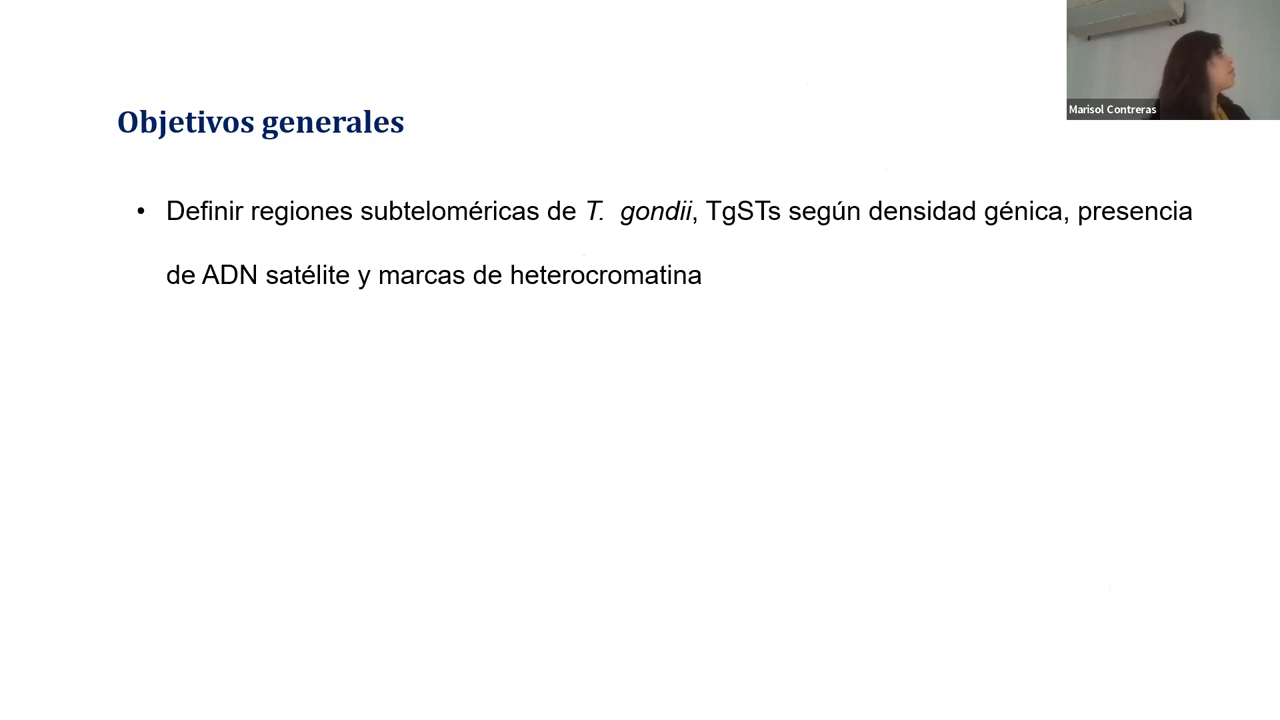 Marisol Contreras
Objetivos generales
• Definir regiones subteloméricas de T. gondii, TgSTs según densidad génica, presencia
de ADN satélite y marcas de heterocromatina